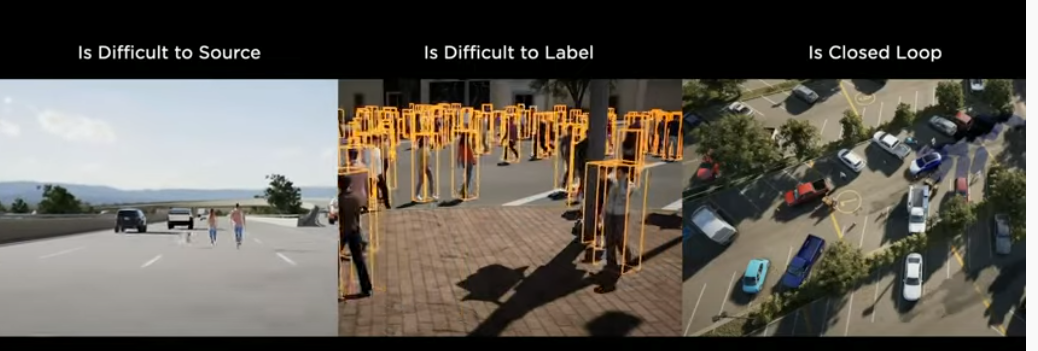 Is Difficult to Source
Is Difficult to Label
Is Closed Loop